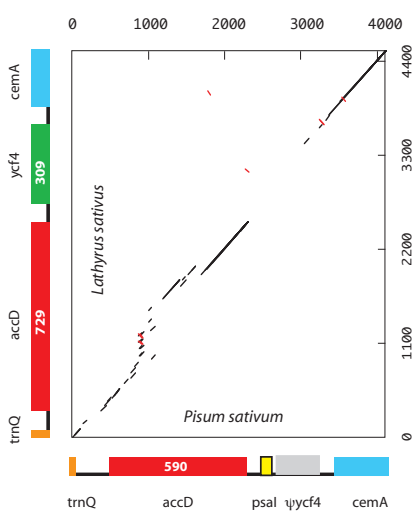 0 1000 2000 3000 4000
cemA
ycf4
accD
trnQ
309
729
Lathyrus sativus
Pisum sativum
4400
3300
2200
1100
0
590
trnQ accD psaI ψycf4 cemA